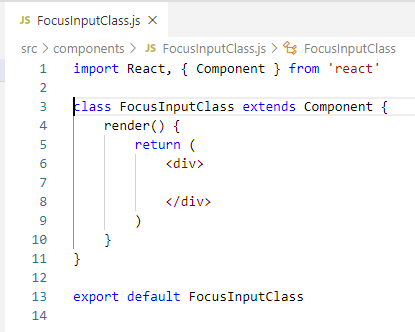 JS FocusInputClass.js ×
src > components > JS FocusInputClass.js > FocusInputClass
1 import React, { Component } from 'react'
2
3 class FocusInputClass extends Component {
4     render() {
5         return (
6             <div>
7
8             </div>
9         )
10     }
11 }
12
13 export default FocusInputClass
14